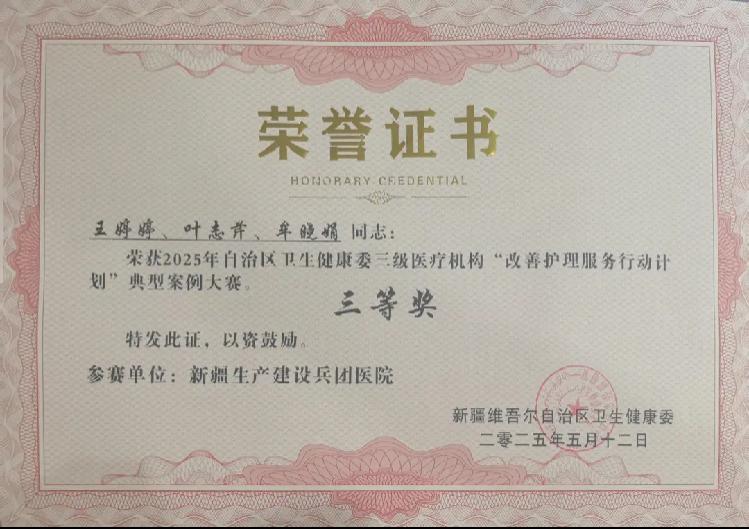 荣誉证书
HONORARY CREDENTIAL
王婷婷、叶志萍、牟晓娟 同志：
荣获2025年自治区卫生健康委三级医疗机构“改善护理服务行动计
划”典型案例大赛。
三等奖
特发此证，以资鼓励。
参赛单位：新疆生产建设兵团医院
新疆维吾尔自治区卫生健康委
二〇二五年五月十二日